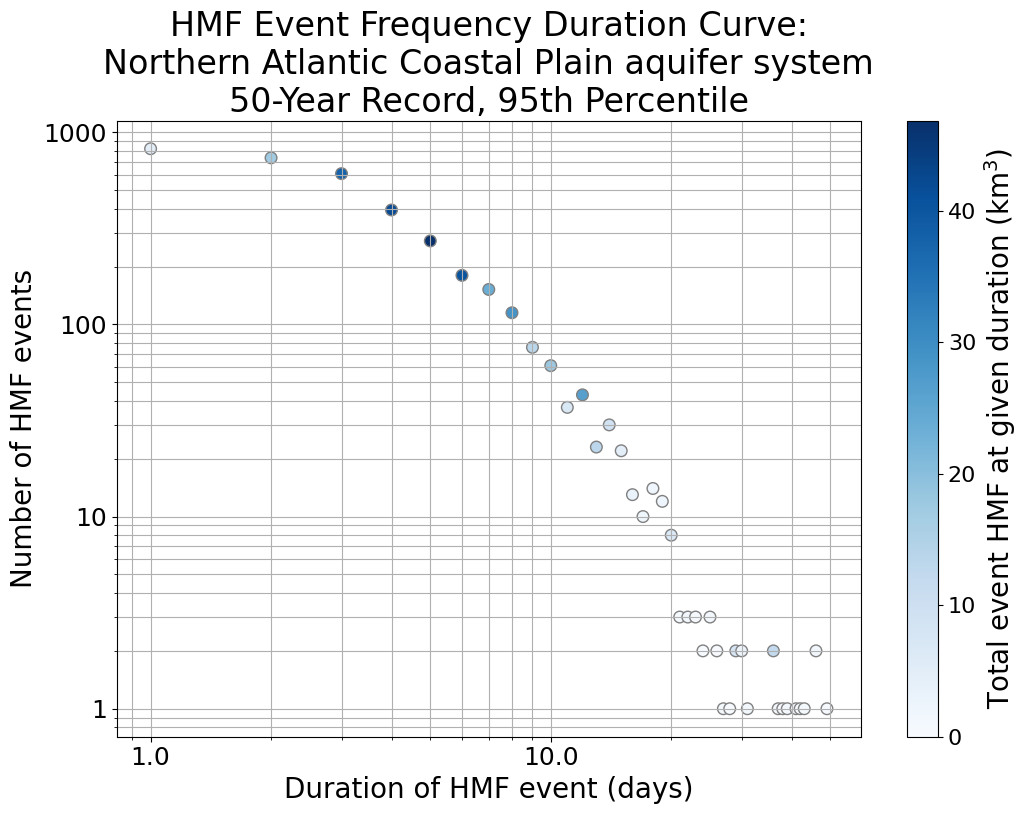 HMF Event Frequency Duration Curve:
Northern Atlantic Coastal Plain aquifer system
50-Year Record, 95th Percentile
1000
100
10
1
Number of HMF events
1.0
10.0
Duration of HMF event (days)
40
30
20
10
0
Total event HMF at given duration (km³)